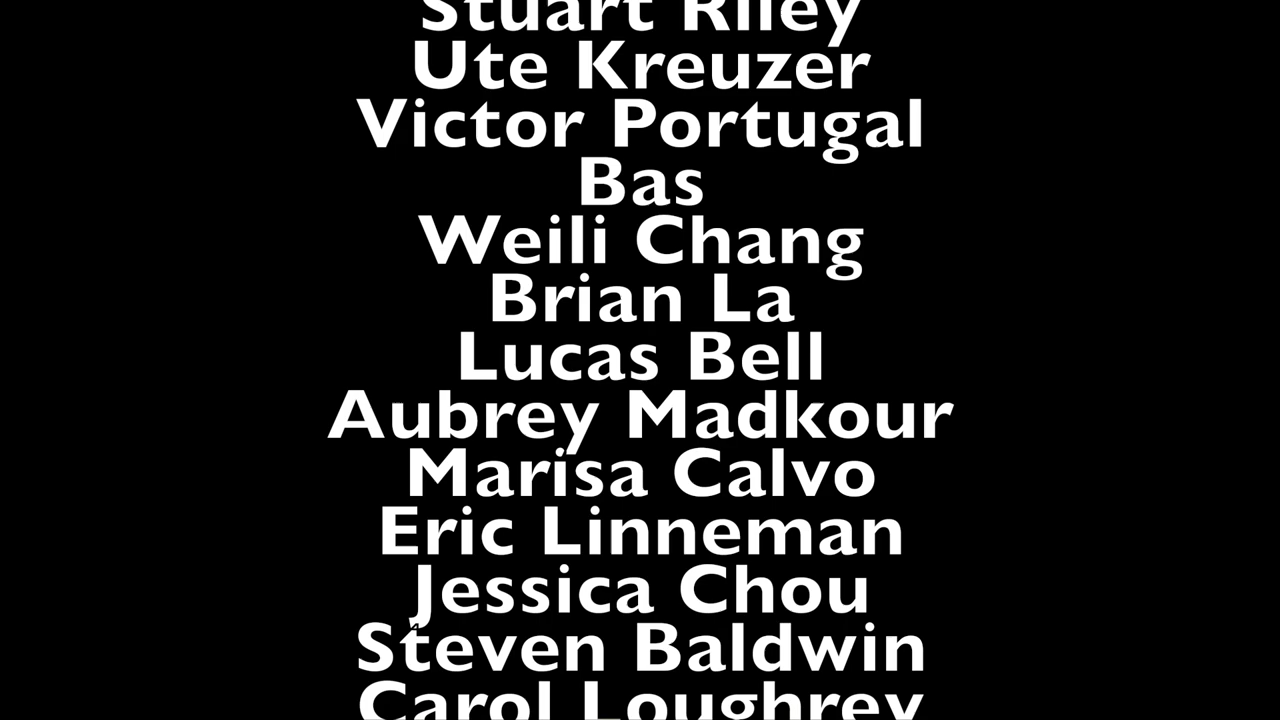 Stuart Riley
Ute Kreuzer
Victor Portugal
Bas
Weili Chang
Brian La
Lucas Bell
Aubrey Madkour
Marisa Calvo
Eric Linneman
Jessica Chou
Steven Baldwin
Carol Loughrey